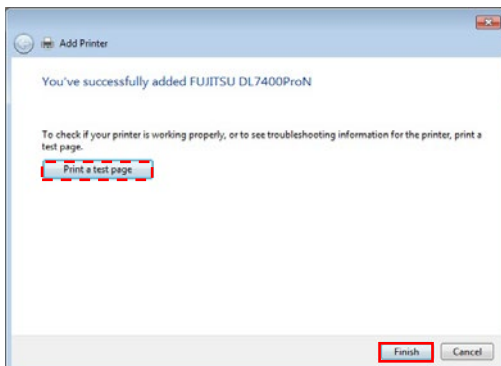 Add Printer
You've successfully added FUJITSU DL7400ProN
To check if your printer is working properly, or to see troubleshooting information for the printer, print a
test page.
Print a test page
Finish
Cancel